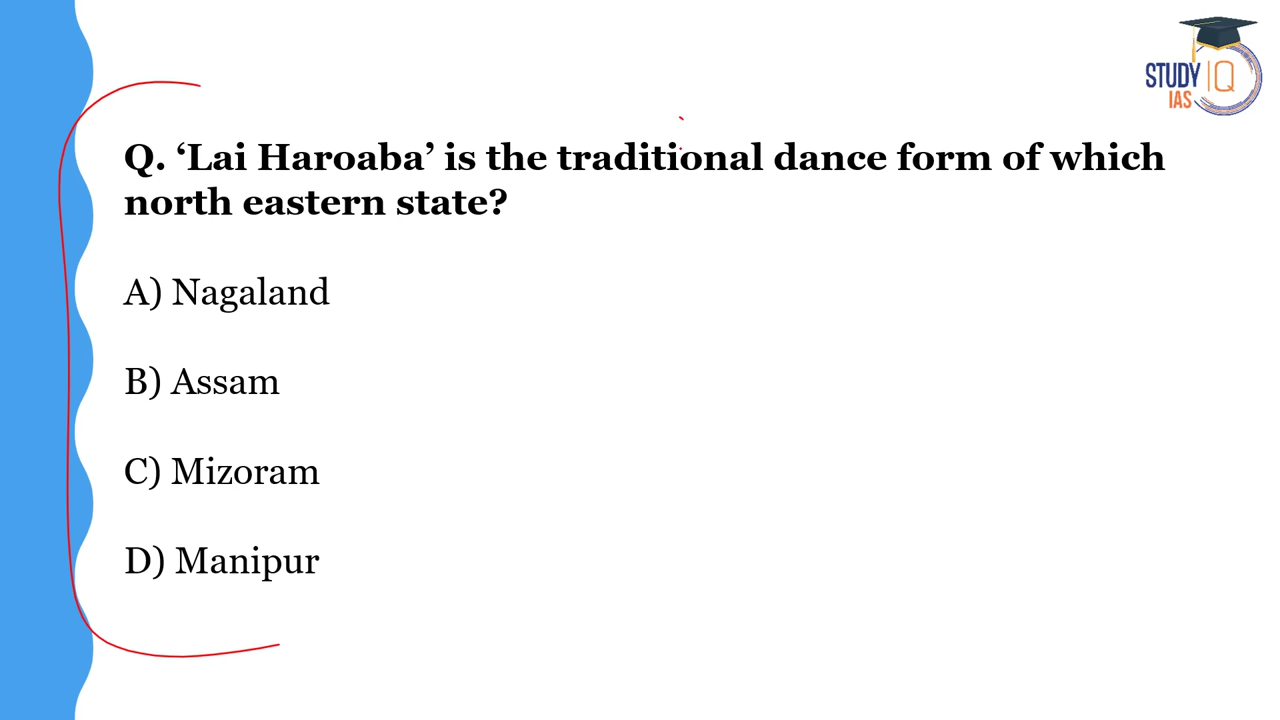 STUDY IQ
IAS
Q. ‘Lai Haroaba’ is the traditional dance form of which
north eastern state?
A) Nagaland
B) Assam
C) Mizoram
D) Manipur